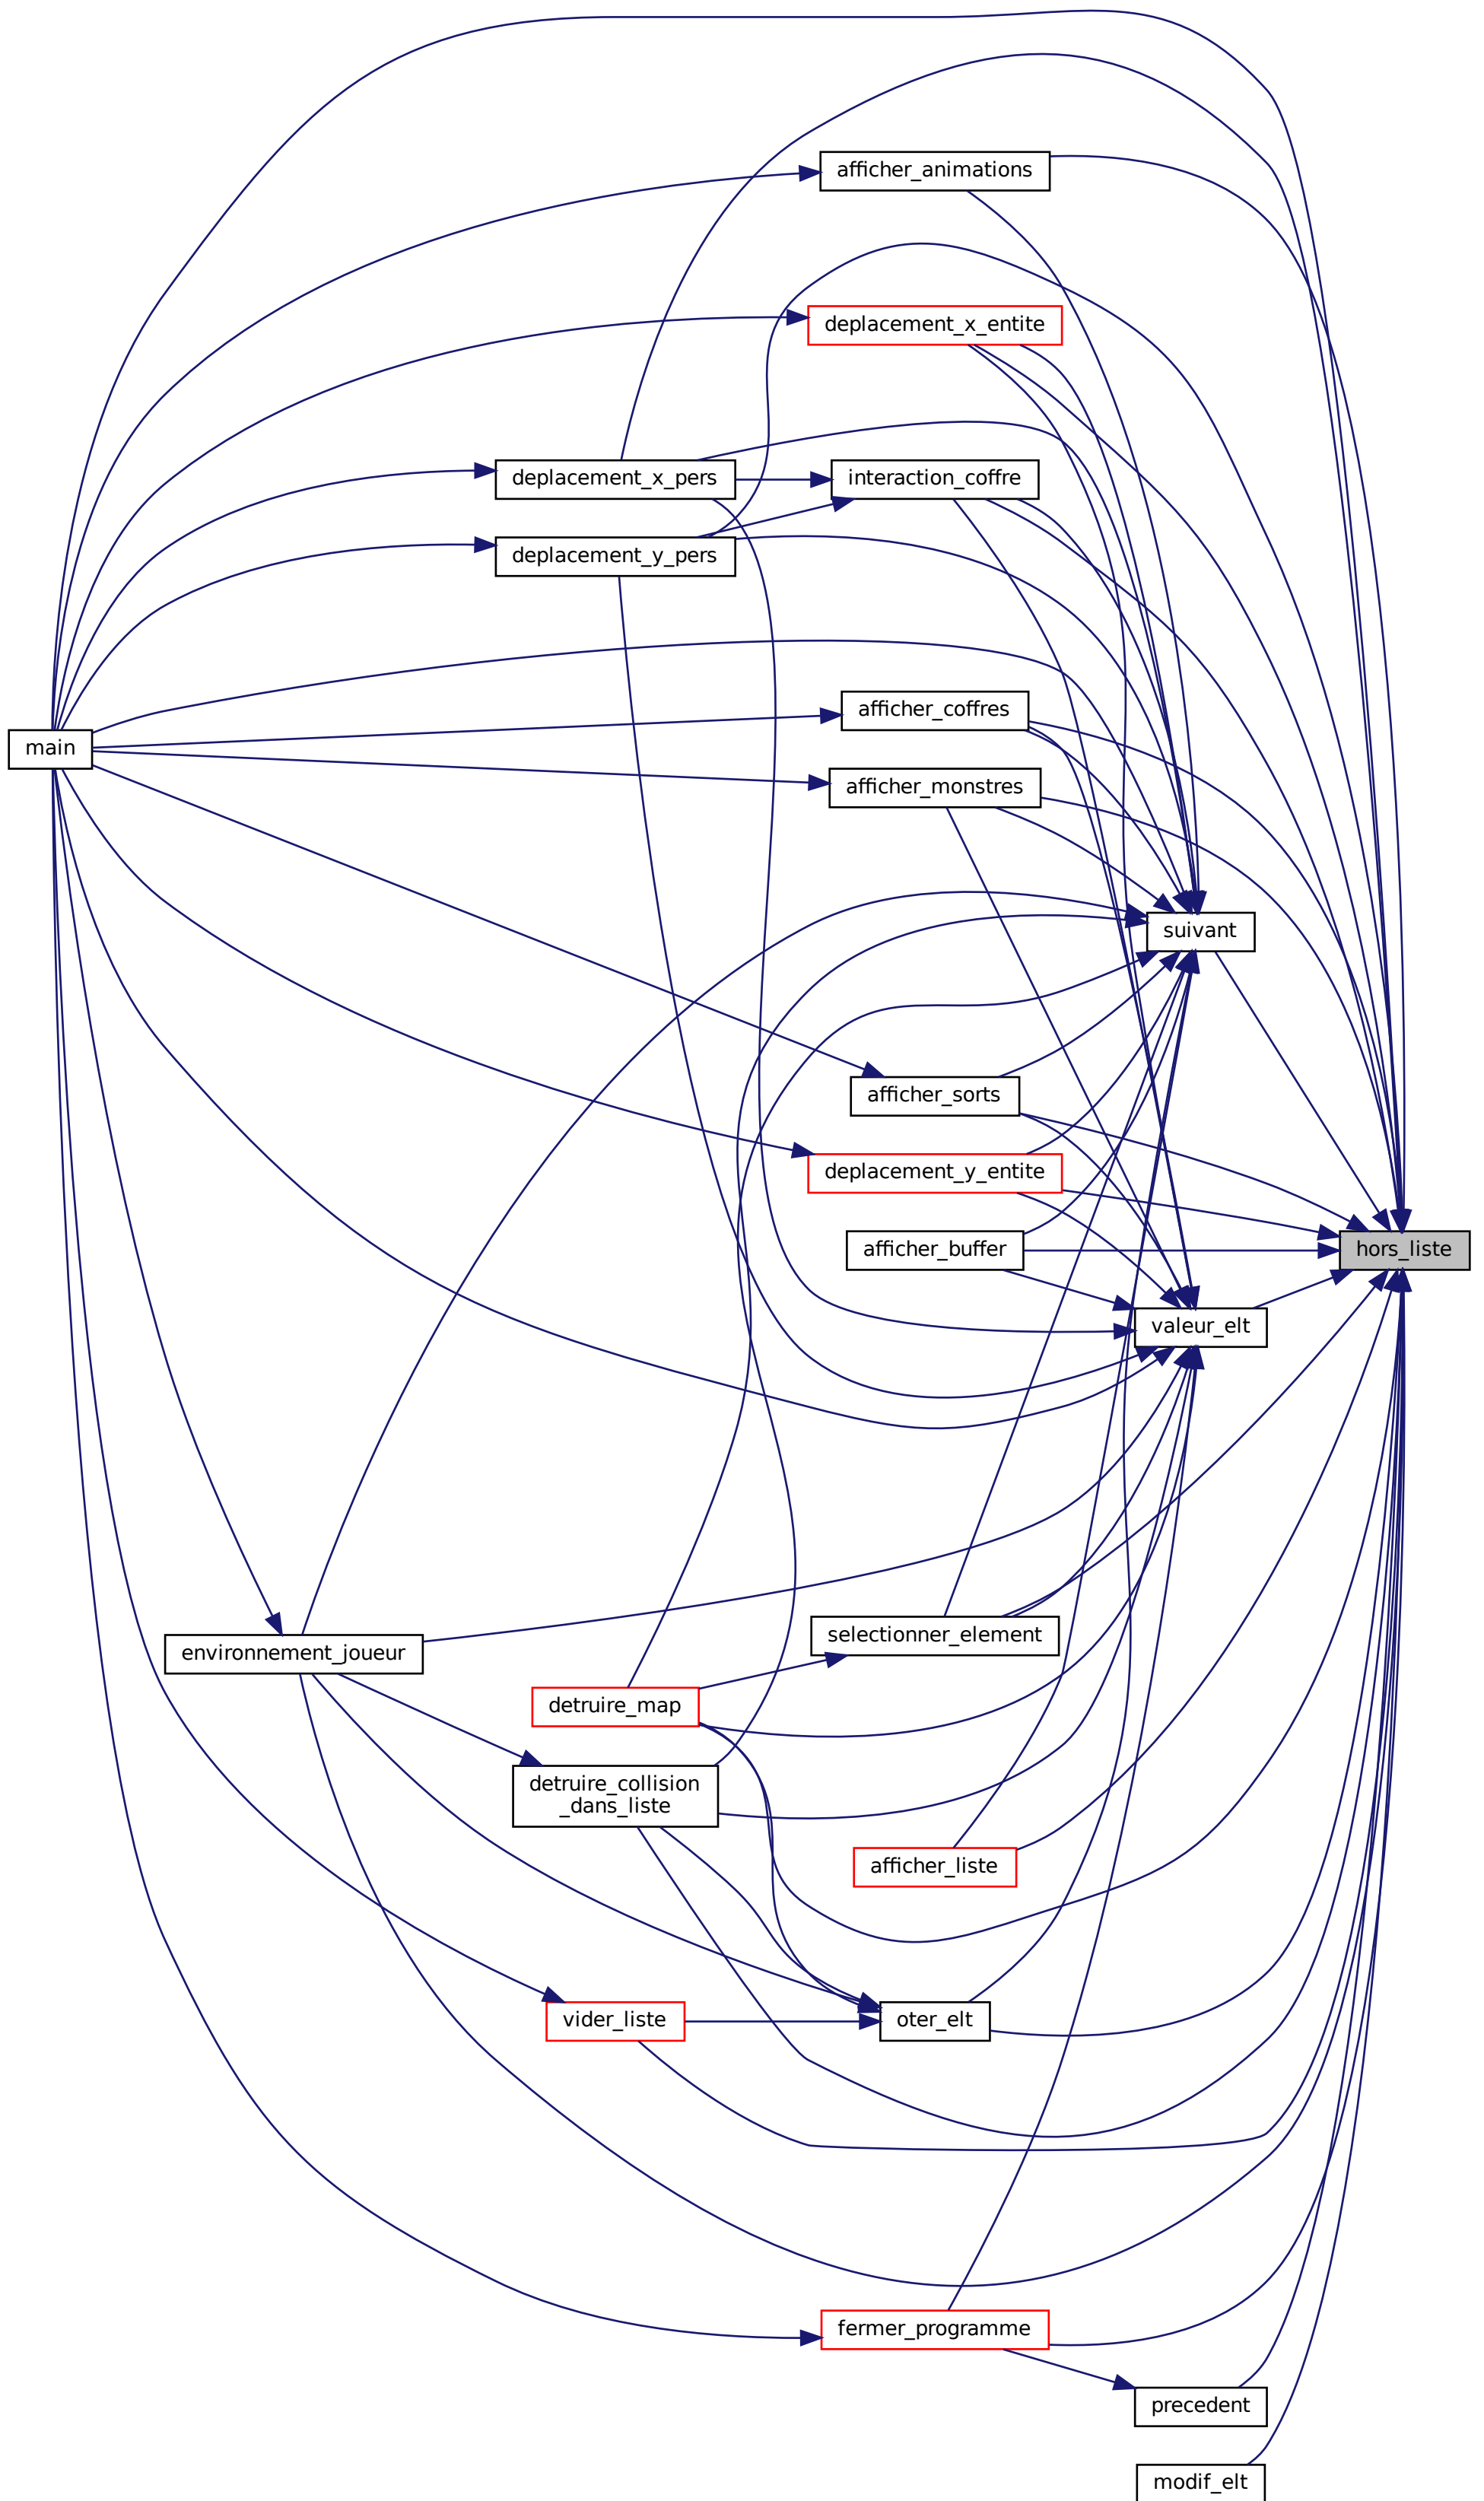 afficher_animations
deplacement_x_entite
deplacement_x_pers
interaction_coffre
deplacement_y_pers
afficher_coffres
main
afficher_monstres
suivant
afficher_sorts
deplacement_y_entite
afficher_buffer
hors_liste
valeur_elt
selectionner_element
environnement_joueur
detruire_map
detruire_collision
_dans_liste
afficher_liste
vider_liste
oter_elt
fermer_programme
precedent
modif_elt